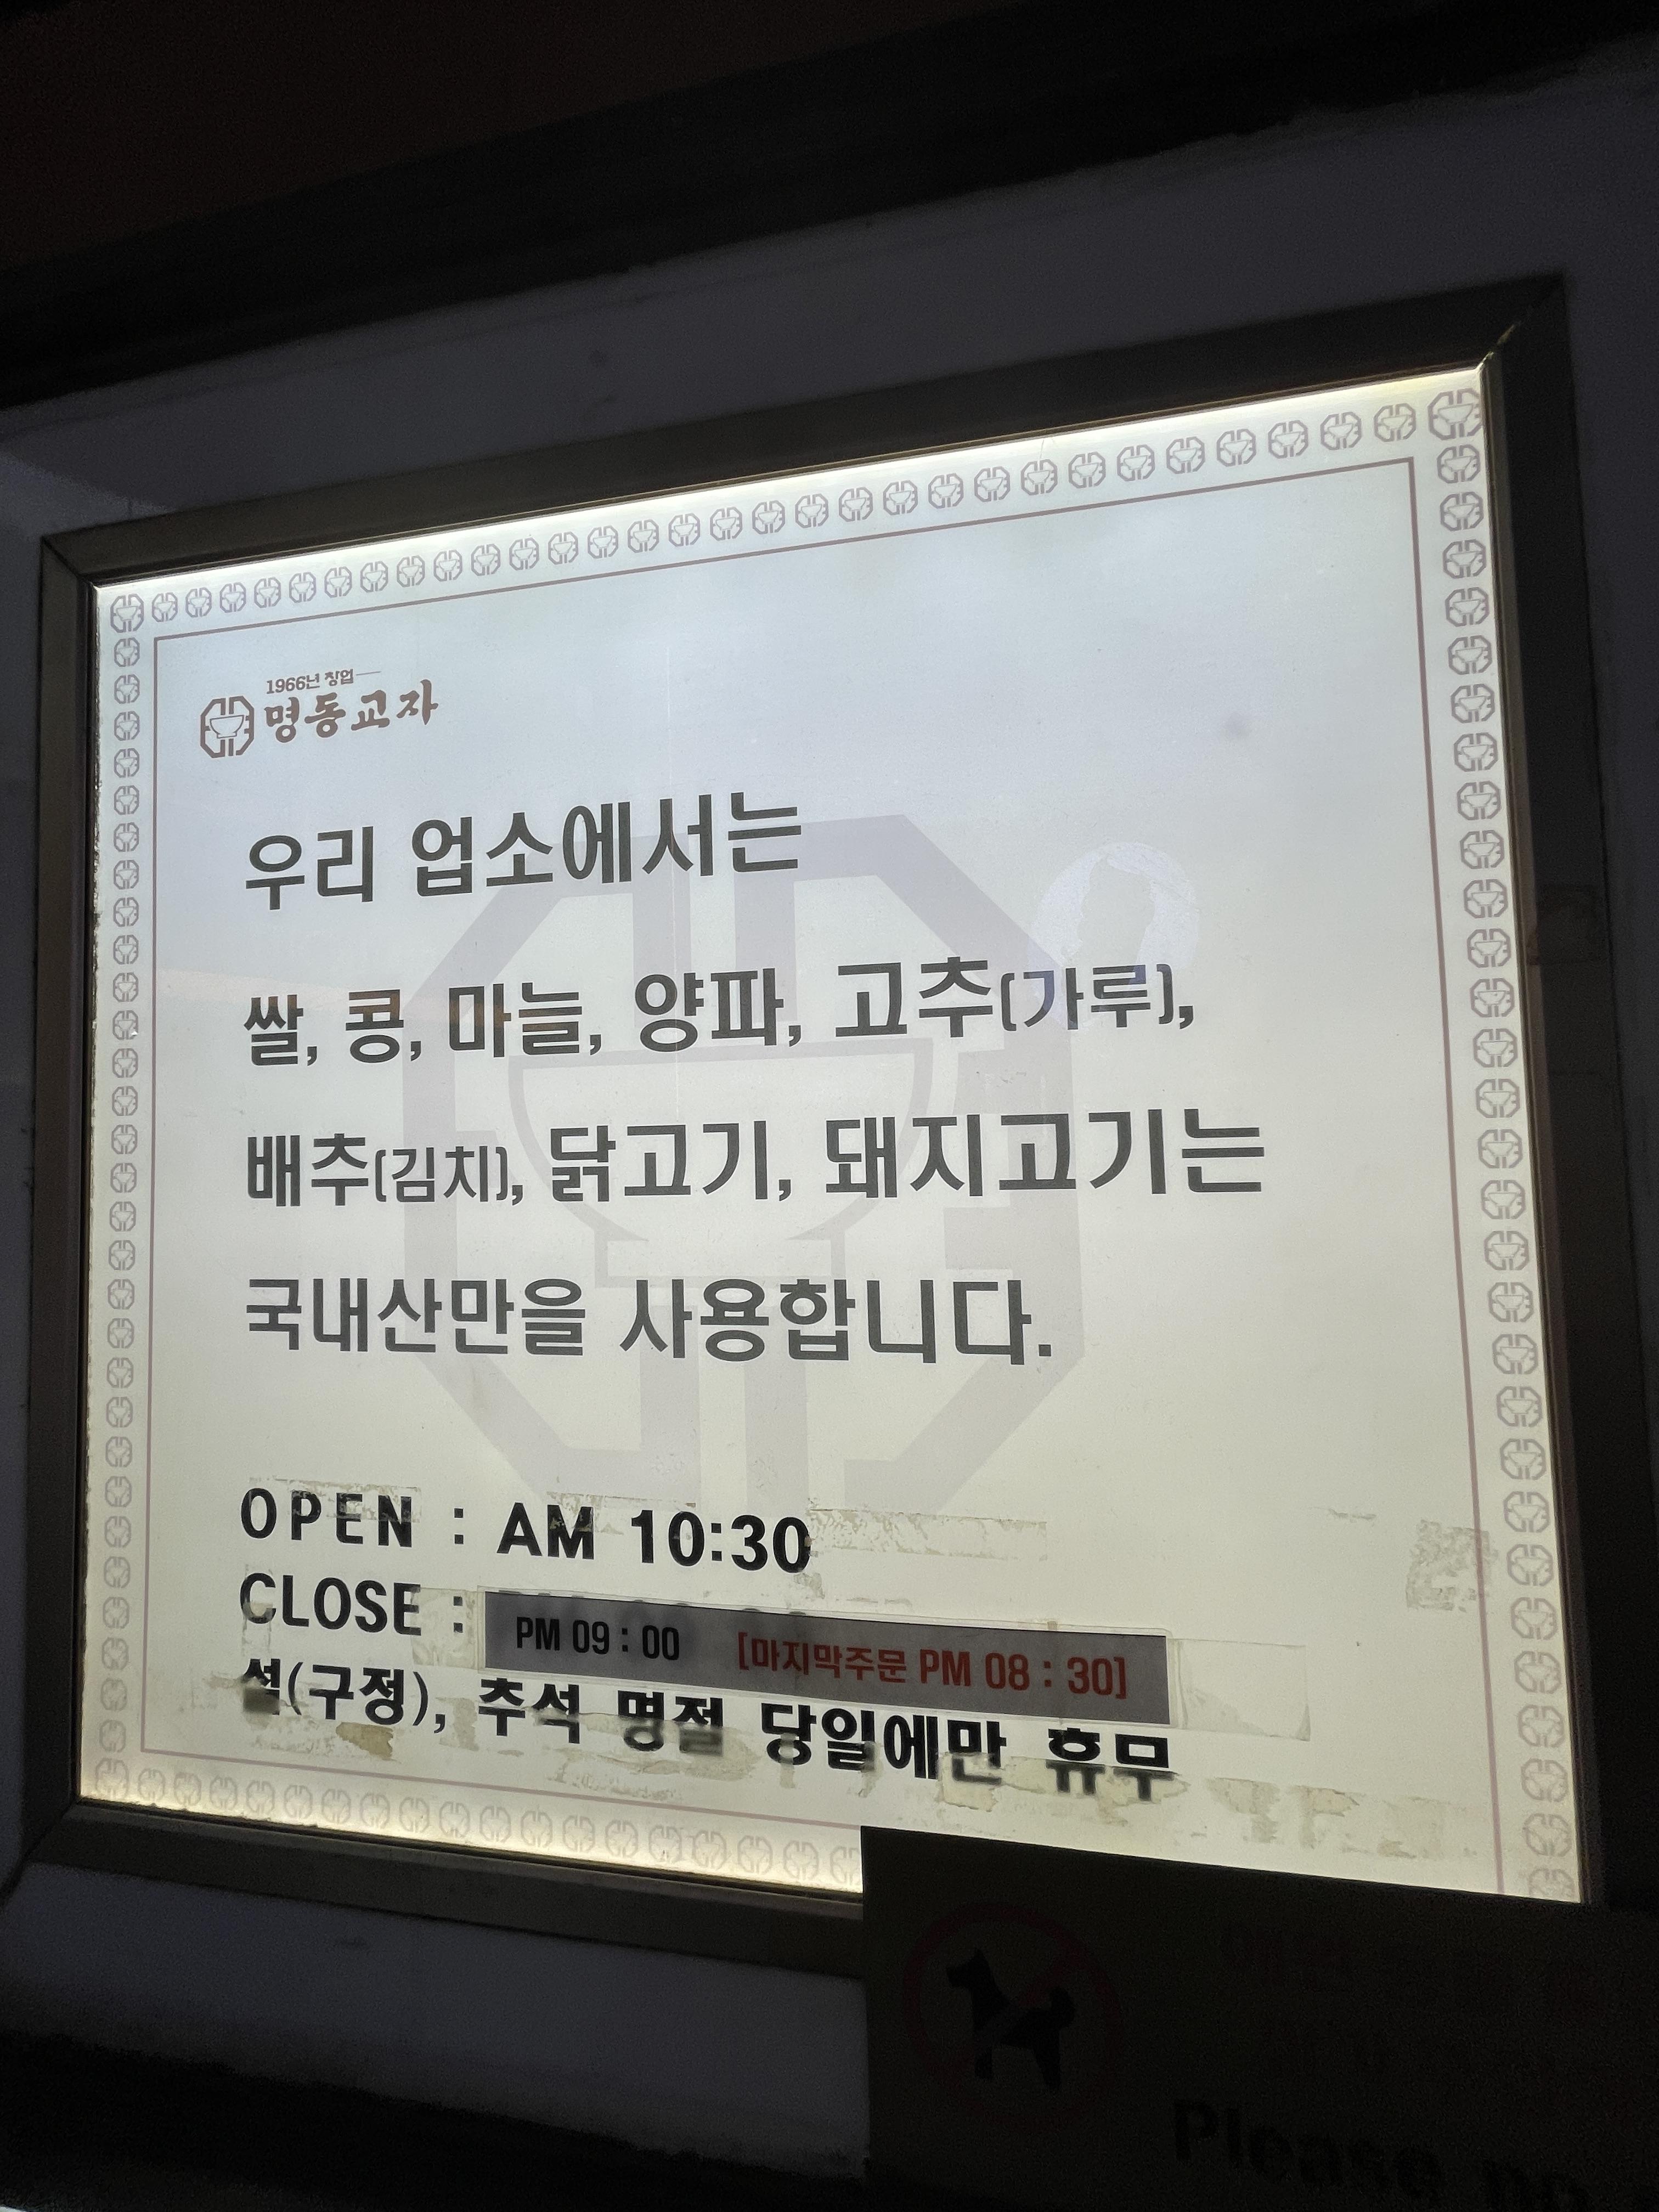 1966년 창업
명동교자
우리 업소에서는
쌀, 콩, 마늘, 양파, 고추(가루),
배추(김치), 닭고기, 돼지고기는
국내산만을 사용합니다.
OPEN : AM 10:30
CLOSE : PM 09 : 00 [마지막주문 PM 08 : 30]
설(구정), 추석 명절 당일에만 휴무
Please no